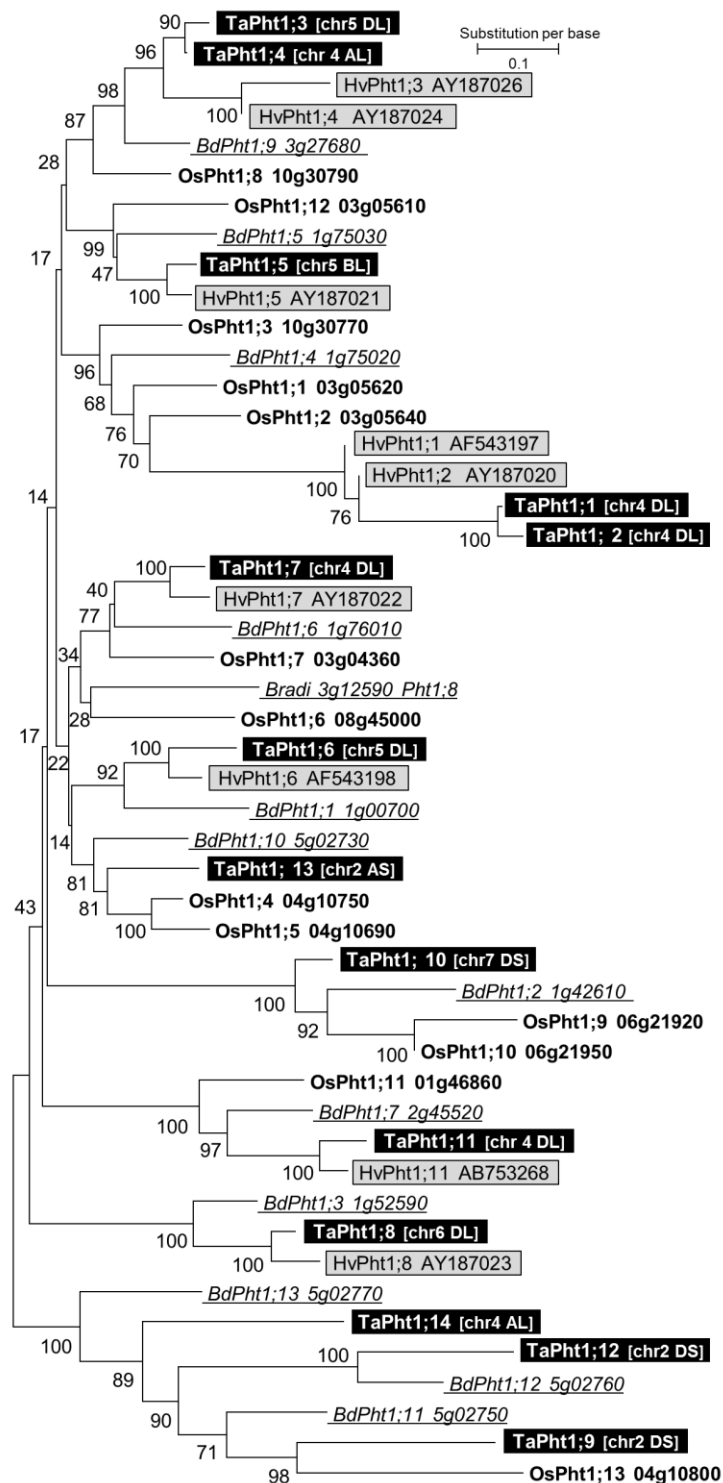 90
TaPht1;3 [chr5 DL]
Substitution per base
0.1
96
TaPht1;4 [chr 4 AL]
98
HvPht1;3 AY187026
100
HvPht1;4 AY187024
87
BdPht1;9 3g27680
28
OsPht1;8 10g30790
OsPht1;12 03g05610
99
BdPht1;5 1g75030
17
47
TaPht1;5 [chr5 BL]
100
HvPht1;5 AY187021
OsPht1;3 10g30770
96
BdPht1;4 1g75020
68
OsPht1;1 03g05620
76
OsPht1;2 03g05640
70
HvPht1;1 AF543197
100
HvPht1;2 AY187020
14
76
TaPht1;1 [chr4 DL]
100
TaPht1; 2 [chr4 DL]
100
TaPht1;7 [chr4 DL]
40
HvPht1;7 AY187022
77
BdPht1;6 1g76010
34
OsPht1;7 03g04360
Bradi 3g12590 Pht1;8
28
OsPht1;6 08g45000
17
22
100
TaPht1;6 [chr5 DL]
92
HvPht1;6 AF543198
BdPht1;1 1g00700
14
BdPht1;10 5g02730
81
TaPht1; 13 [chr2 AS]
81
OsPht1;4 04g10750
43
100
OsPht1;5 04g10690
TaPht1; 10 [chr7 DS]
100
BdPht1;2 1g42610
92
OsPht1;9 06g21920
100
OsPht1;10 06g21950
OsPht1;11 01g46860
100
BdPht1;7 2g45520
97
TaPht1;11 [chr 4 DL]
100
HvPht1;11 AB753268
BdPht1;3 1g52590
100
TaPht1;8 [chr6 DL]
100
HvPht1;8 AY187023
BdPht1;13 5g02770
100
TaPht1;14 [chr4 AL]
89
100
TaPht1;12 [chr2 DS]
90
BdPht1;12 5g02760
BdPht1;11 5g02750
71
TaPht1;9 [chr2 DS]
98
OsPht1;13 04g10800